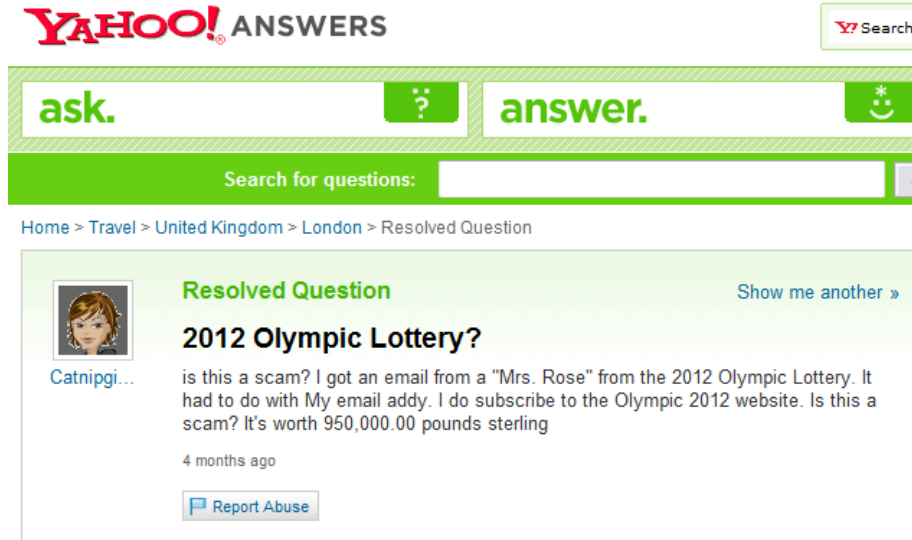 YAHOO!® ANSWERS
Y? Search
ask. ?
answer.
Search for questions:
Home > Travel > United Kingdom > London > Resolved Question
Resolved Question
Show me another »
2012 Olympic Lottery?
Catnipgi...
is this a scam? I got an email from a "Mrs. Rose" from the 2012 Olympic Lottery. It
had to do with My email addy. I do subscribe to the Olympic 2012 website. Is this a
scam? It's worth 950,000.00 pounds sterling
4 months ago
Report Abuse